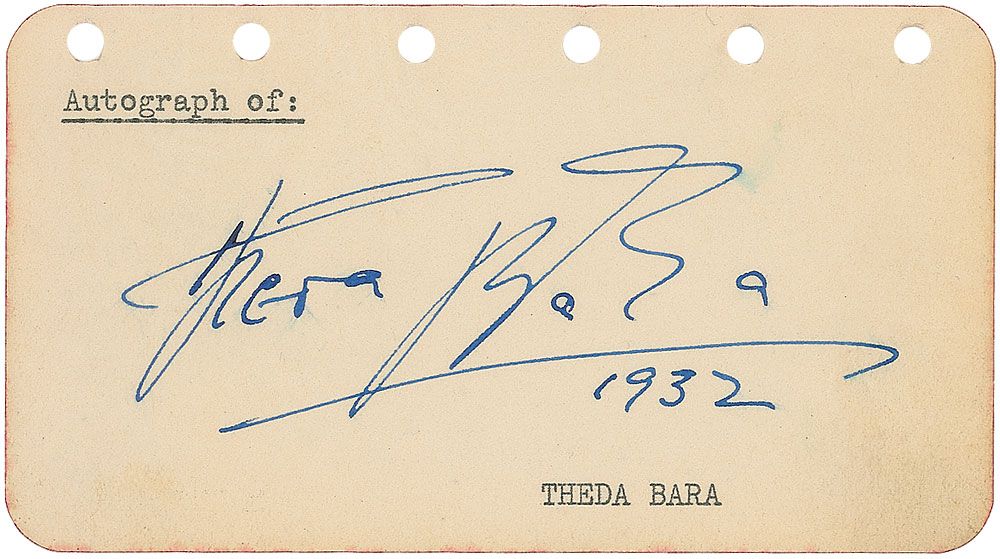 Autograph of:
Theda Bara
1932
THEDA BARA